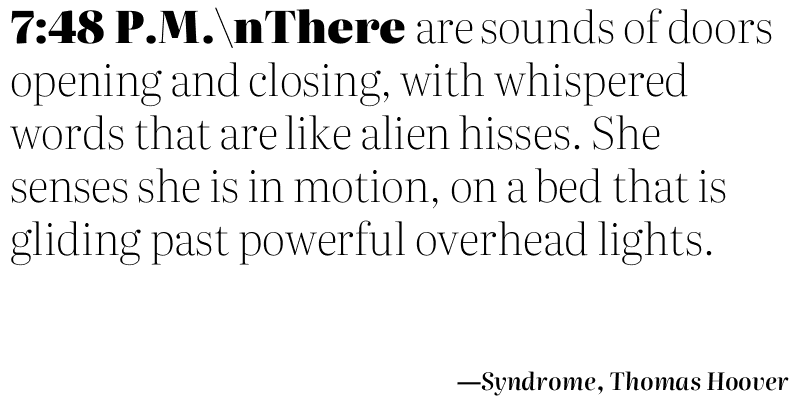 7:48 P.M.\nThere are sounds of doors
opening and closing, with whispered
words that are like alien hisses. She
senses she is in motion, on a bed that is
gliding past powerful overhead lights.
—Syndrome, Thomas Hoover